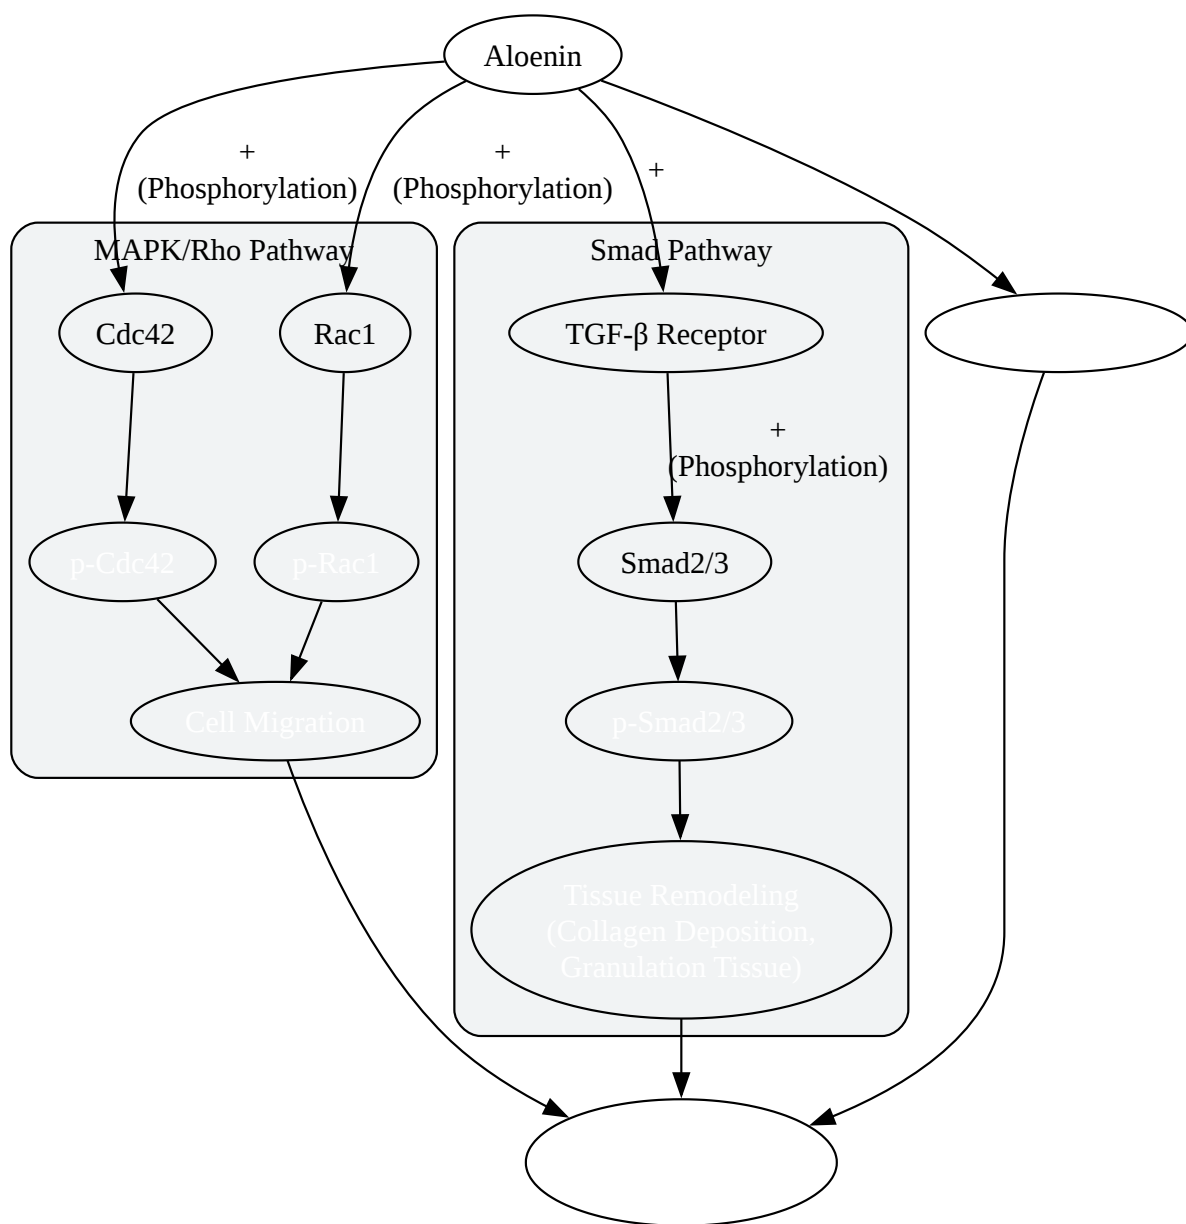 Aloenin
+
(Phosphorylation)
+
(Phosphorylation)
+
MAPK/Rho Pathway
Smad Pathway
Cdc42
Rac1
TGF-β Receptor
+
(Phosphorylation)
p-Cdc42
p-Rac1
Smad2/3
Cell Migration
p-Smad2/3
Tissue Remodeling
(Collagen Deposition,
Granulation Tissue)